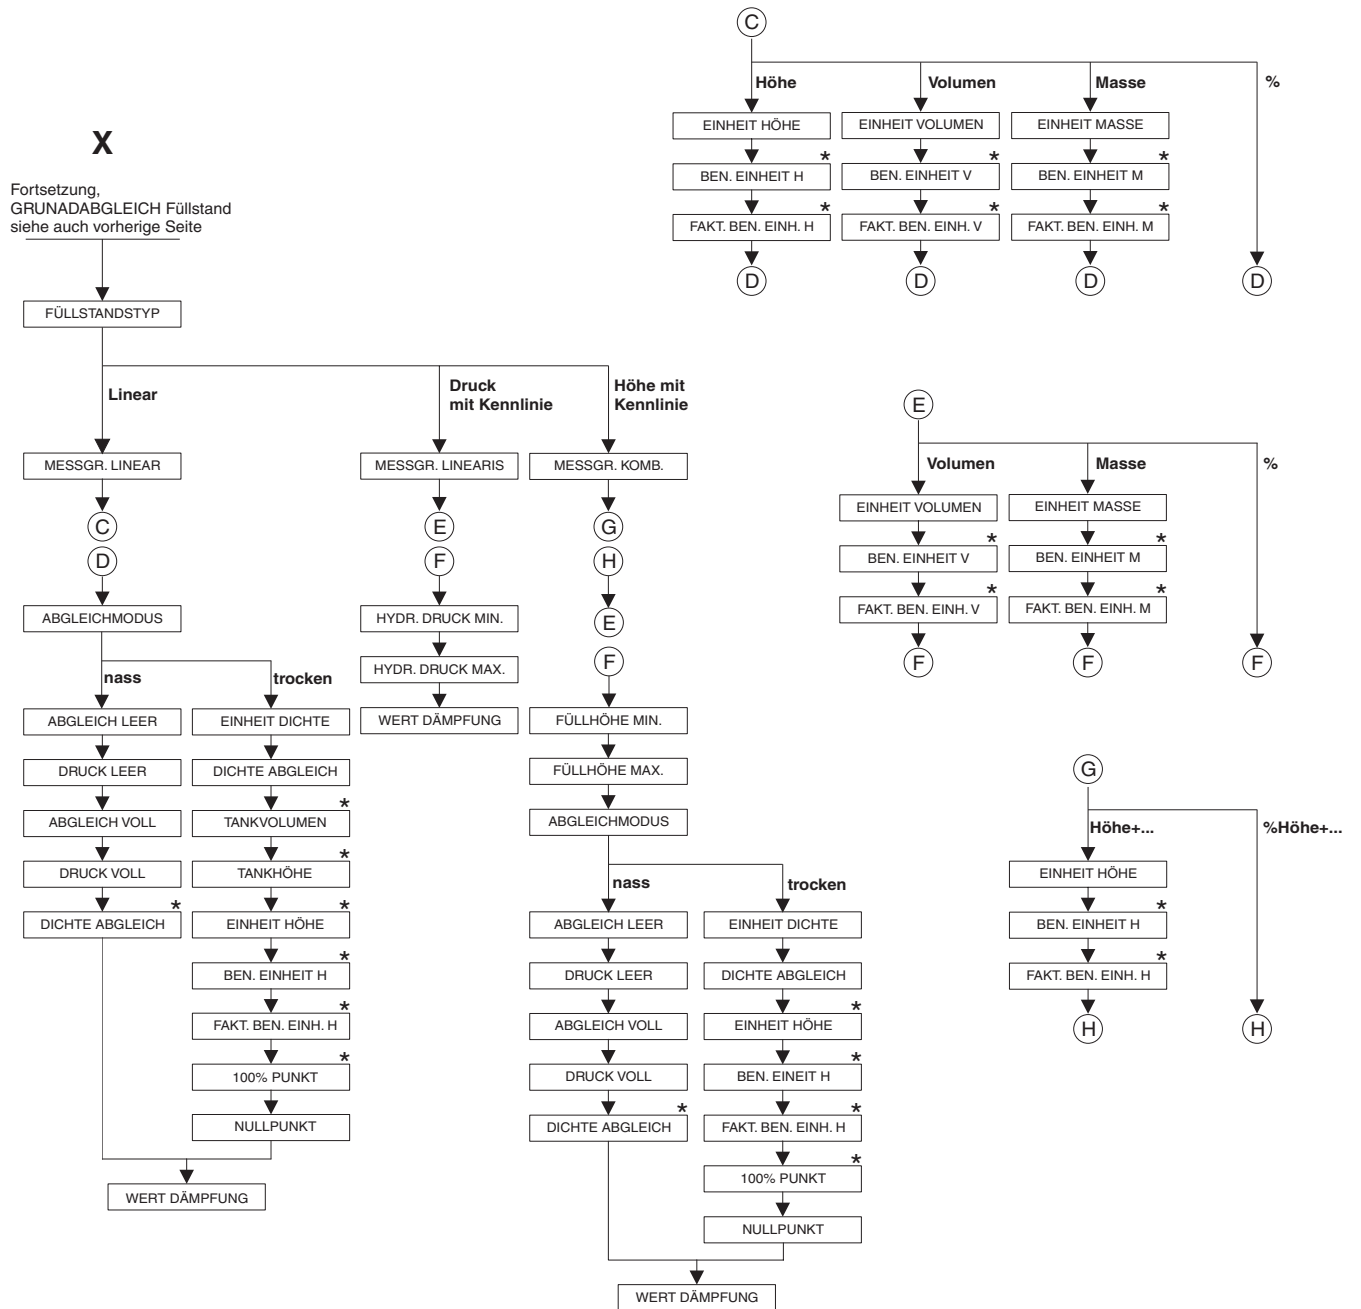 X
Fortsetzung,
GRUNADABGLEICH Füllstand
siehe auch vorherige Seite
FÜLLSTANDSTYP
Linear
Druck
mit Kennlinie
Höhe mit
Kennlinie
MESSGR. LINEAR
C
D
ABGLEICHMODUS
nass
ABGLEICH LEER
DRUCK LEER
ABGLEICH VOLL
DRUCK VOLL
DICHTE ABGLEICH *
trocken
EINHEIT DICHTE
DICHTE ABGLEICH
TANKVOLUMEN *
TANKHÖHE *
EINHEIT HÖHE *
BEN. EINHEIT H *
FAKT. BEN. EINH. H *
100% PUNKT *
NULLPUNKT
WERT DÄMPFUNG
MESSGR. LINEARIS
E
F
HYDR. DRUCK MIN.
HYDR. DRUCK MAX.
WERT DÄMPFUNG
MESSGR. KOMB.
G
H
E
F
FÜLLHÖHE MIN.
FÜLLHÖHE MAX.
ABGLEICHMODUS
nass
ABGLEICH LEER
DRUCK LEER
ABGLEICH VOLL
DRUCK VOLL
DICHTE ABGLEICH *
trocken
EINHEIT DICHTE
DICHTE ABGLEICH
EINHEIT HÖHE *
BEN. EINEIT H *
FAKT. BEN. EINH. H *
100% PUNKT *
NULLPUNKT
WERT DÄMPFUNG
C
Höhe
EINHEIT HÖHE
BEN. EINHEIT H *
FAKT. BEN. EINH. H *
D
Volumen
EINHEIT VOLUMEN
BEN. EINHEIT V *
FAKT. BEN. EINH. V *
D
Masse
EINHEIT MASSE
BEN. EINHEIT M *
FAKT. BEN. EINH. M *
D
%
D
E
Volumen
EINHEIT VOLUMEN
BEN. EINHEIT V *
FAKT. BEN. EINH. V *
F
Masse
EINHEIT MASSE
BEN. EINHEIT M *
FAKT. BEN. EINH. M *
F
%
F
G
Höhe+...
EINHEIT HÖHE
BEN. EINHEIT H *
FAKT. BEN. EINH. H *
H
%Höhe+...
H